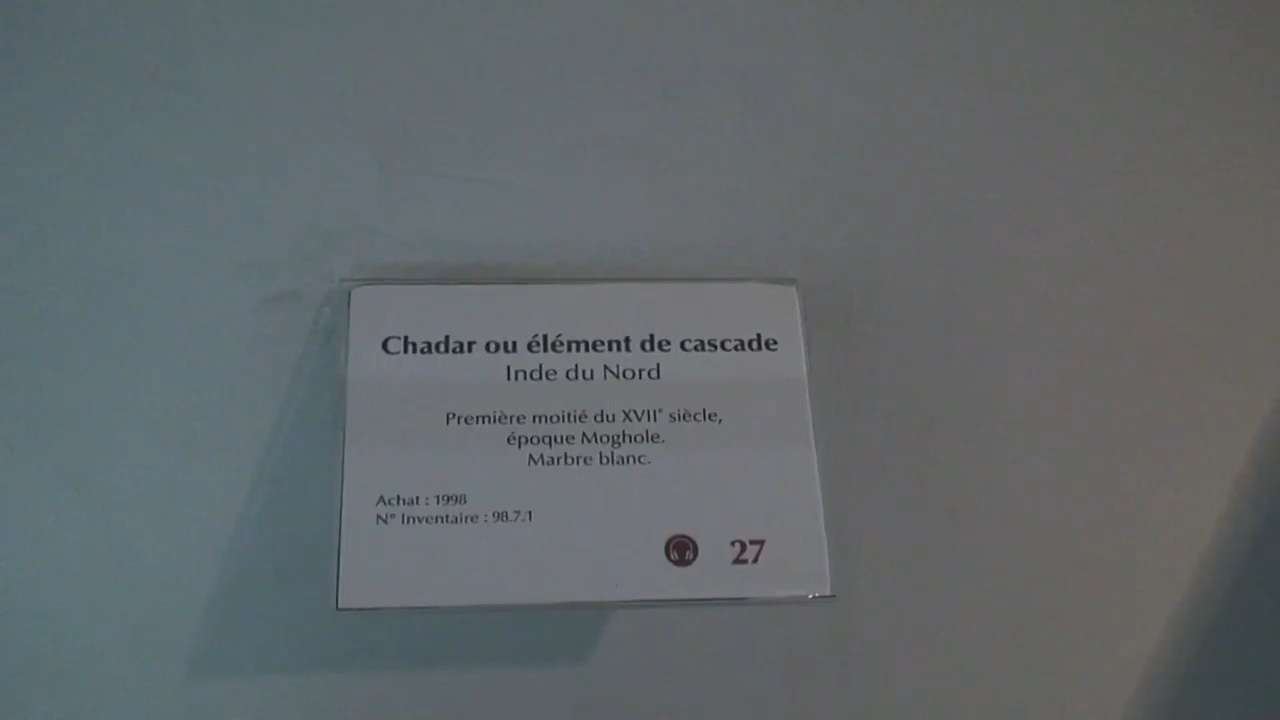 Chadar ou élément de cascade
Inde du Nord
Première moitié du XVIIe siècle,
époque Moghole.
Marbre blanc.
Achat : 1998
N° Inventaire : 98.7.1
27